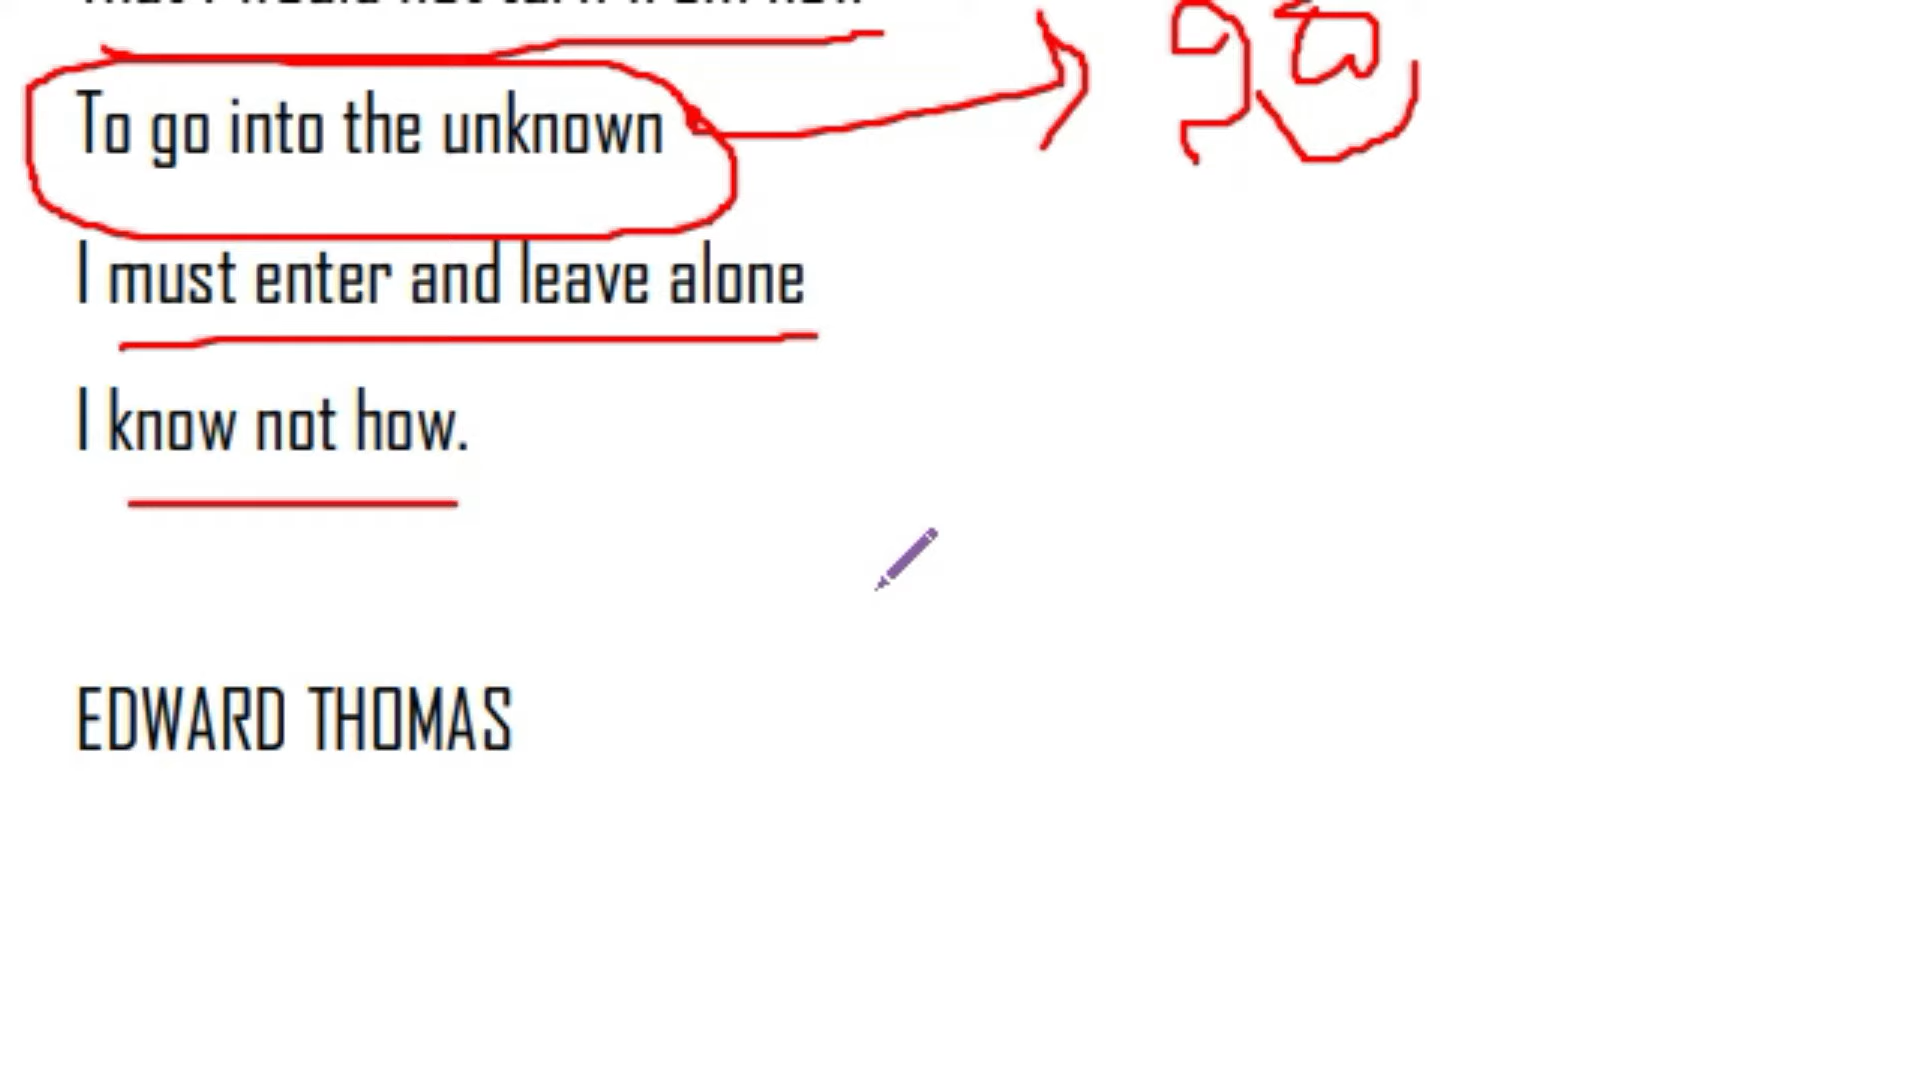 To go into the unknown
I must enter and leave alone
I know not how.
EDWARD THOMAS